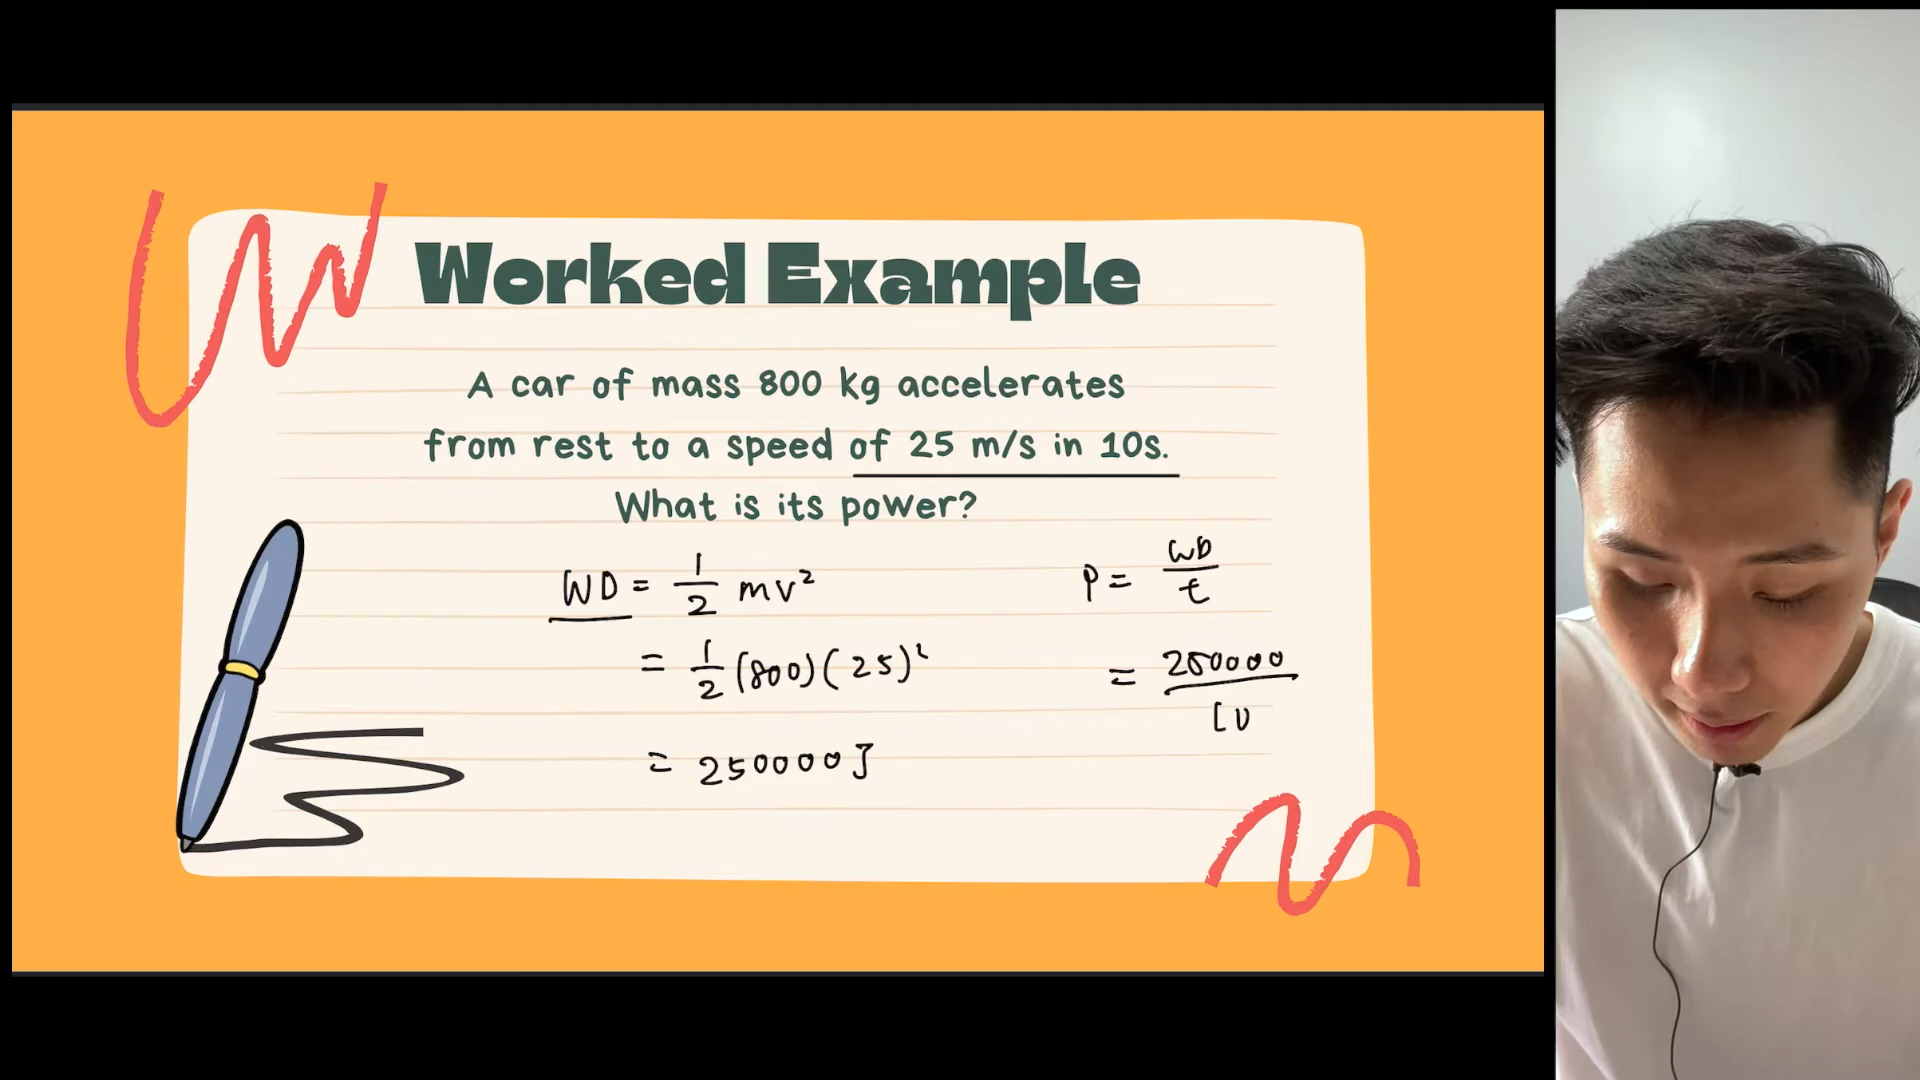 Worked Example
A car of mass 800 kg accelerates
from rest to a speed of 25 m/s in 10s.
What is its power?
WD = 1/2 mv²
= 1/2 (800)(25)²
= 250000 J
P = WD/t
= 250000/10